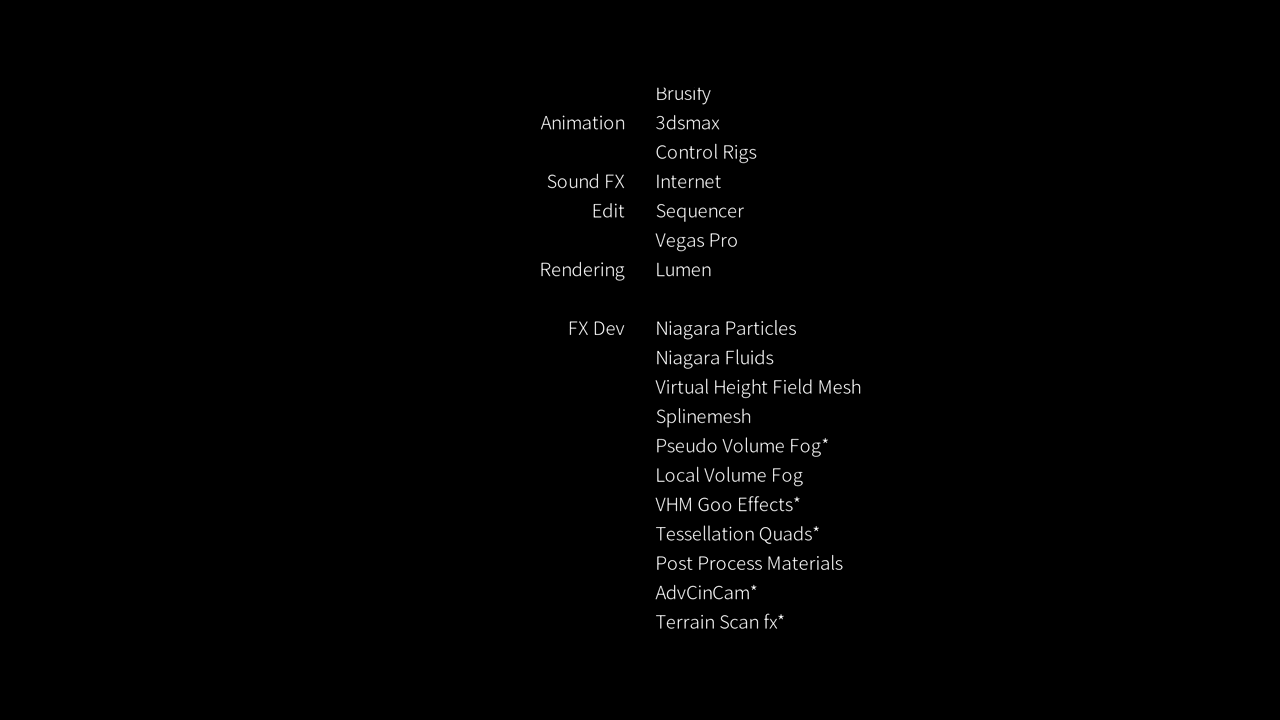 Brusify
Animation 3dsmax
Control Rigs
Sound FX Internet
Edit Sequencer
Vegas Pro
Rendering Lumen
FX Dev Niagara Particles
Niagara Fluids
Virtual Height Field Mesh
Splinemesh
Pseudo Volume Fog*
Local Volume Fog
VHM Goo Effects*
Tessellation Quads*
Post Process Materials
AdvCinCam*
Terrain Scan fx*